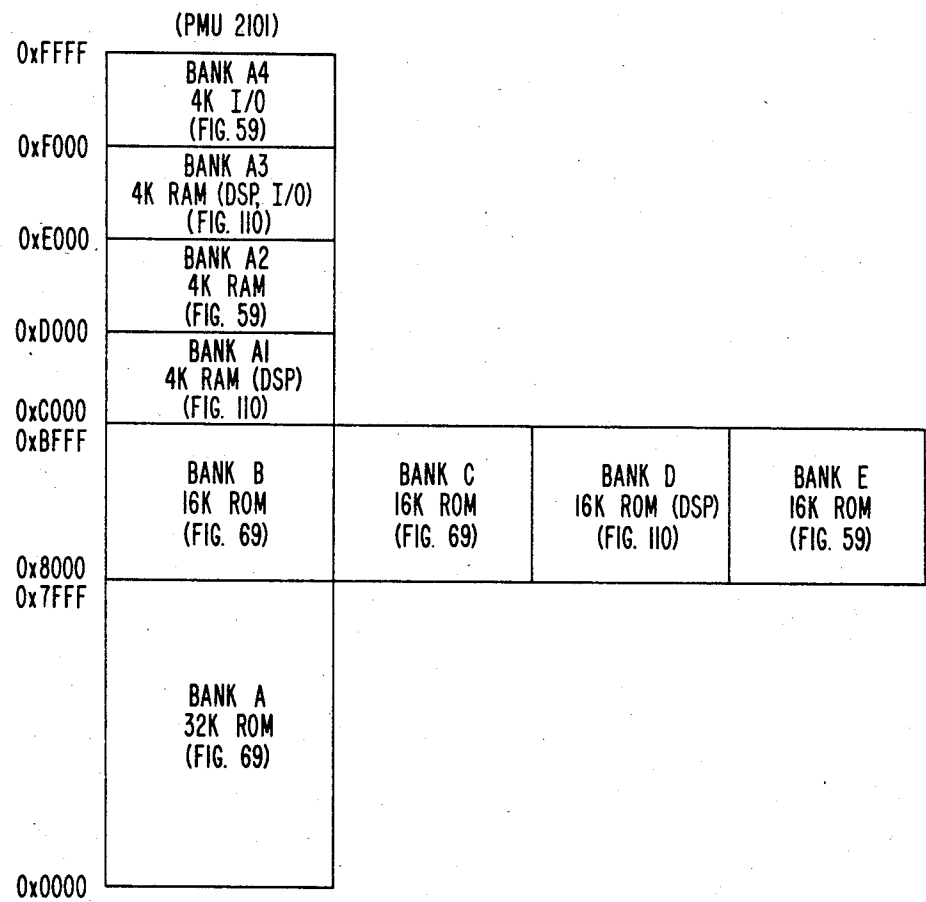 (PMU 2101)
0xFFFF
BANK A4
4K I/O
(FIG. 59)
0xF000
BANK A3
4K RAM (DSP, I/O)
(FIG. 110)
0xE000
BANK A2
4K RAM
(FIG. 59)
0xD000
BANK A1
4K RAM (DSP)
(FIG. 110)
0xC000
0xBFFF
BANK B
16K ROM
(FIG. 69)
BANK C
16K ROM
(FIG. 69)
BANK D
16K ROM (DSP)
(FIG. 110)
BANK E
16K ROM
(FIG. 59)
0x8000
0x7FFF
BANK A
32K ROM
(FIG. 69)
0x0000